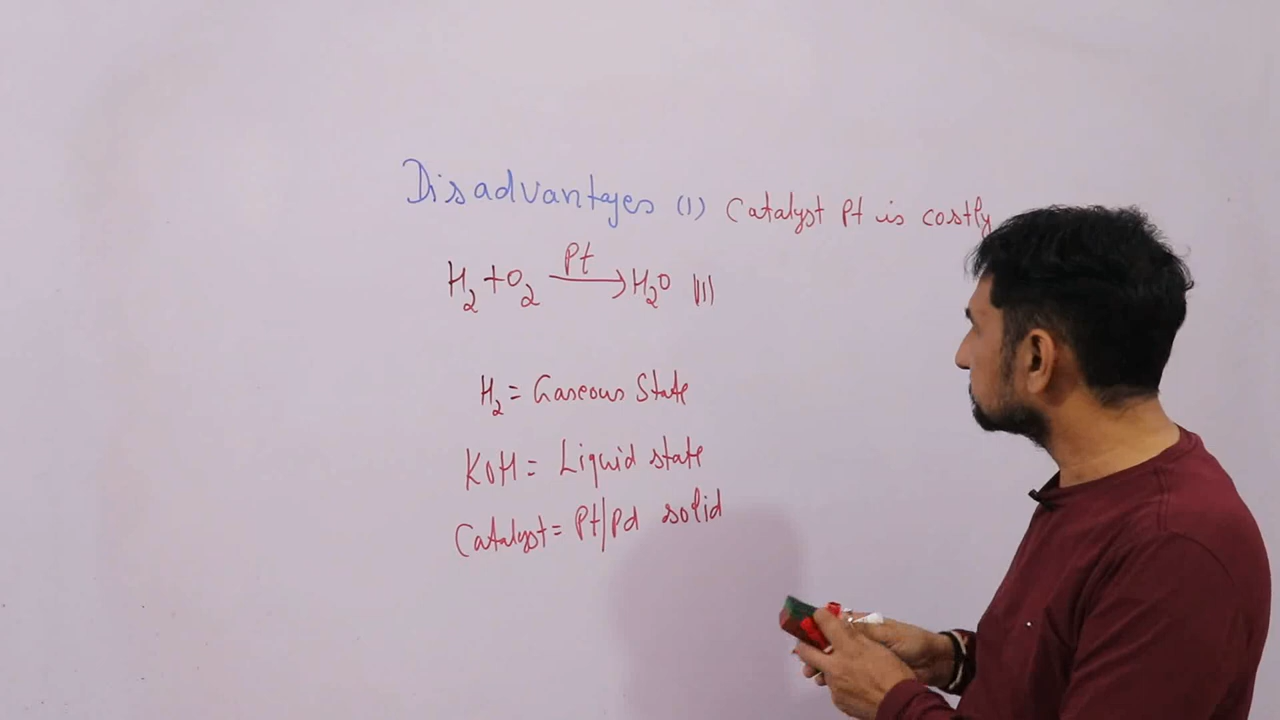 Disadvantages (1) Catalyst Pt is costly
Pt
H2 + O2 → H2O (l)
H2 = Gaseous State
KOH = Liquid state
Catalyst = Pt/Pd solid